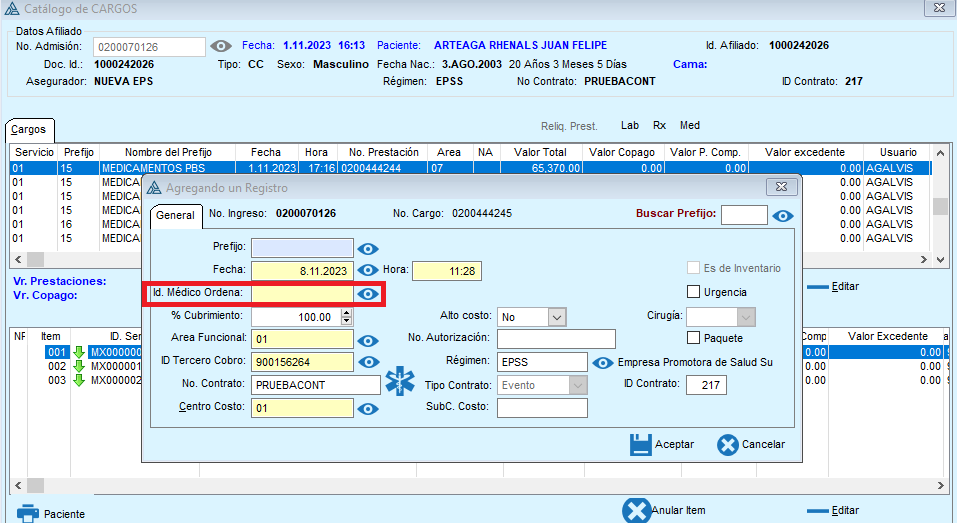 Catálogo de CARGOS
Datos Afiliado
No. Admisión: 0200070126 Fecha: 1.11.2023 16:13 Paciente: ARTEAGA RHENALS JUAN FELIPE Id. Afiliado: 1000242026
Doc. Id.: 1000242026 Tipo: CC Sexo: Masculino Fecha Nac.: 3.AGO.2003 20 Años 3 Meses 5 Días Cama:
Asegurador: NUEVA EPS Régimen: EPSS No Contrato: PRUEBACONT ID Contrato: 217
Cargos Reliq. Prest. Lab Rx Med
Servicio Prefijo Nombre del Prefijo Fecha Hora No. Prestación Area NA Valor Total Valor Copago Valor P. Comp. Valor excedente Usuario
01 15 MEDICAMENTOS PBS 1.11.2023 17:16 0200444244 07 65,370.00 0.00 0.00 0.00 AGALVIS
01 15 MEDICA 0.00 AGALVIS
01 15 MEDICA 0.00 AGALVIS
01 15 MEDICA 0.00 AGALVIS
01 16 MEDICA 0.00 AGALVIS
01 15 MEDICA 0.00 AGALVIS
Vr. Prestaciones:
Vr. Copago:
Editar
Agregando un Registro
General No. Ingreso: 0200070126 No. Cargo: 0200444245 Buscar Prefijo:
Prefijo:
Fecha: 8.11.2023 Hora: 11:28 Es de Inventario
Id. Médico Ordena: Urgencia
% Cubrimiento: 100.00 Alto costo: No Cirugía:
Area Funcional: 01 No. Autorización: Paquete
ID Tercero Cobro: 900156264 Régimen: EPSS Empresa Promotora de Salud Su
No. Contrato: PRUEBACONT Tipo Contrato: Evento ID Contrato: 217
Centro Costo: 01 SubC. Costo:
Aceptar Cancelar
NF Item ID. Ser Comp Valor Excedente
001 MX000000 0.00 0.00
002 MX000001 0.00 0.00
003 MX000002 0.00 0.00
Paciente Anular Item Editar